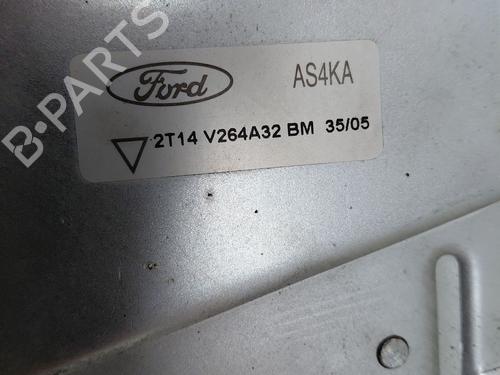 B-PARTS
Ford
AS4KA
2T14 V264A32 BM 35/05